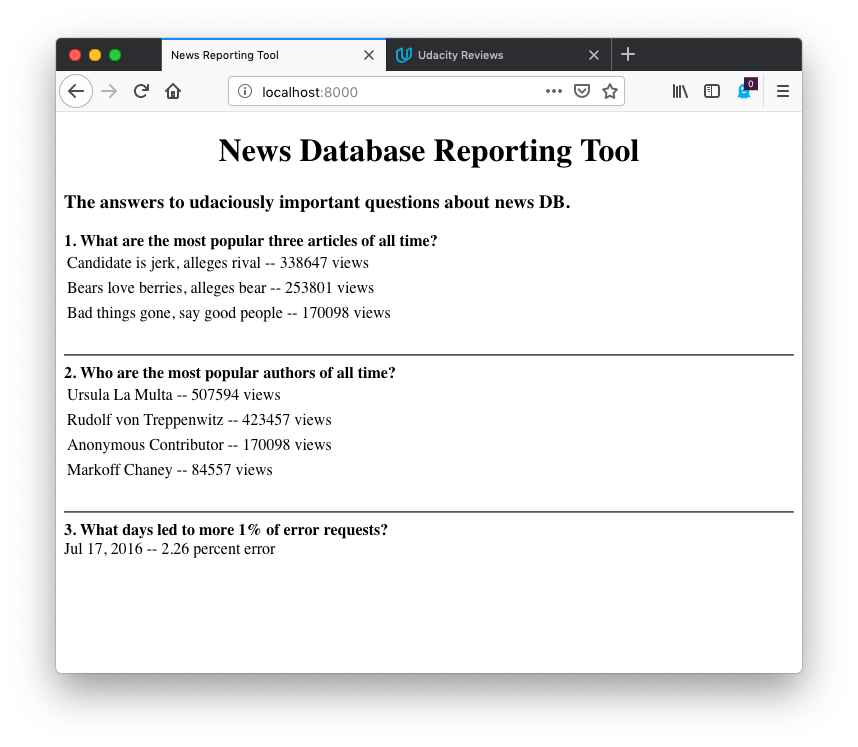 News Reporting Tool
Udacity Reviews
localhost:8000
0
News Database Reporting Tool
The answers to udaciously important questions about news DB.
1. What are the most popular three articles of all time?
Candidate is jerk, alleges rival -- 338647 views
Bears love berries, alleges bear -- 253801 views
Bad things gone, say good people -- 170098 views
2. Who are the most popular authors of all time?
Ursula La Multa -- 507594 views
Rudolf von Treppenwitz -- 423457 views
Anonymous Contributor -- 170098 views
Markoff Chaney -- 84557 views
3. What days led to more 1% of error requests?
Jul 17, 2016 -- 2.26 percent error